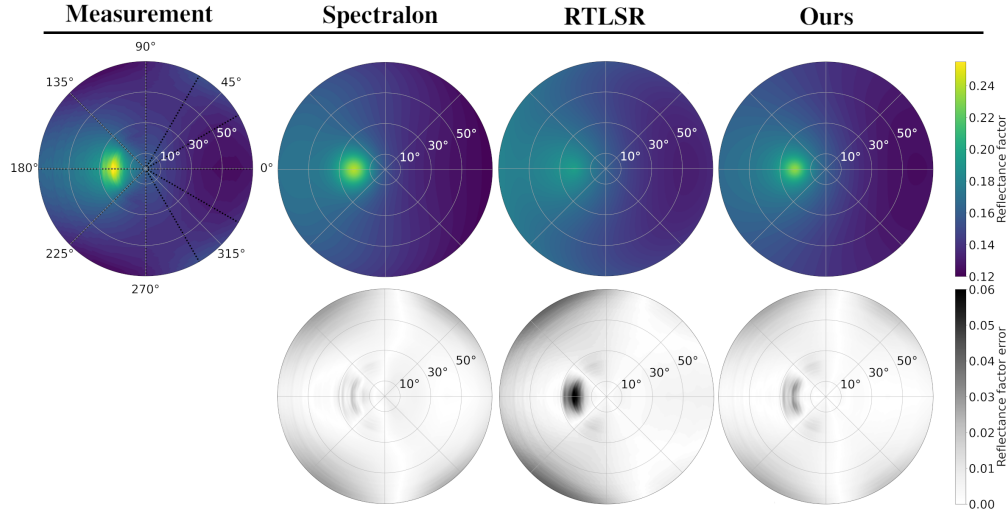 Measurement Spectralon RTLSR Ours
90°
135° 45°
50°
30°
10°
180° 0°
225° 315°
270°
10° 30° 50°
10° 30° 50°
10° 30° 50°
0.24
0.22
0.20
0.18
0.16
0.14
0.12
Reflectance factor
10° 30° 50°
10° 30° 50°
10° 30° 50°
0.06
0.05
0.04
0.03
0.02
0.01
0.00
Reflectance factor error